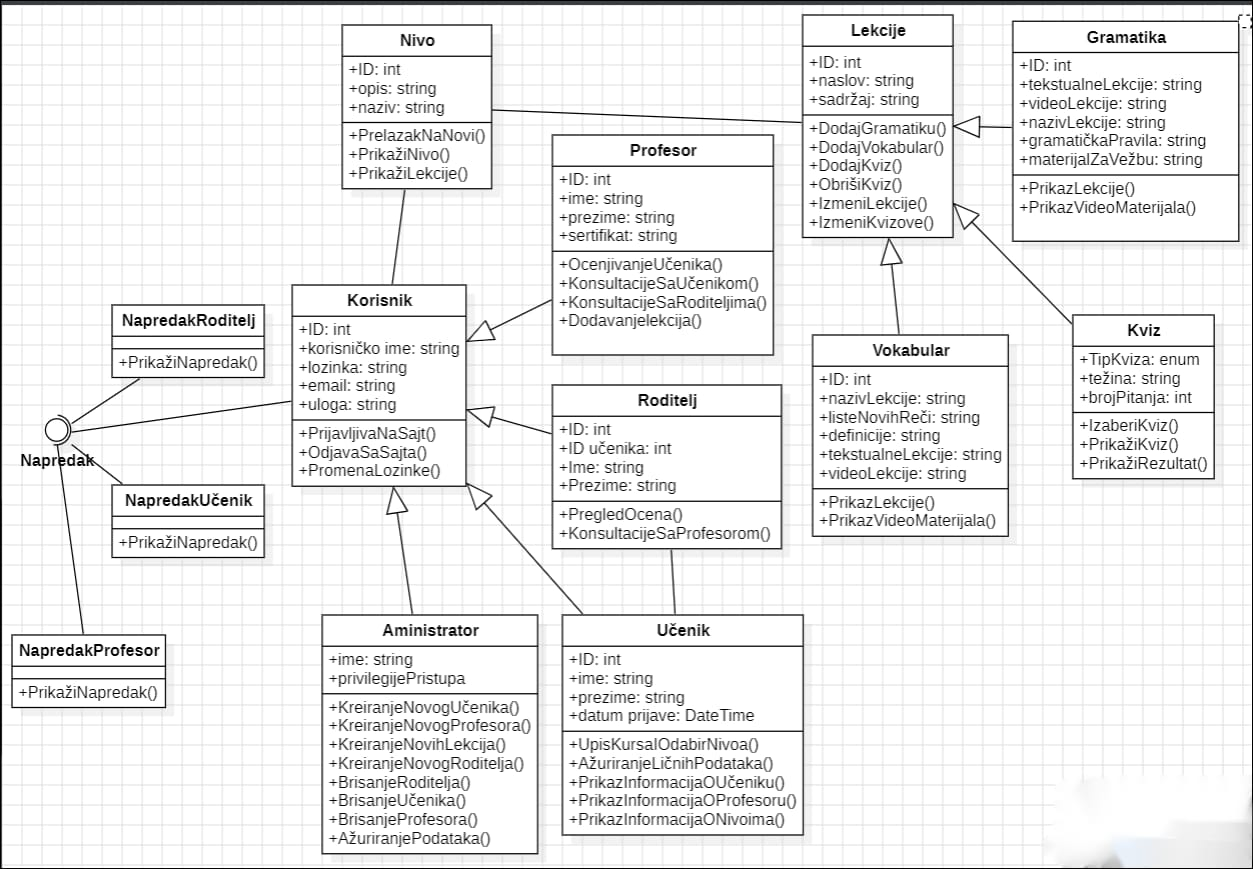 Nivo
+ID: int
+opis: string
+naziv: string
+PrelazakNaNovi()
+PrikažiNivo()
+PrikažiLekcije()
Lekcije
+ID: int
+naslov: string
+sadržaj: string
+DodajGramatiku()
+DodajVokabular()
+DodajKviz()
+ObrišiKviz()
+IzmeniLekcije()
+IzmeniKvizove()
Gramatika
+ID: int
+tekstualneLekcije: string
+videoLekcije: string
+nazivLekcije: string
+gramatičkaPravila: string
+materijalZaVežbu: string
+PrikazLekcije()
+PrikazVideoMaterijala()
Profesor
+ID: int
+ime: string
+prezime: string
+sertifikat: string
+OcenjivanjeUčenika()
+KonsultacijeSaUčenikom()
+KonsultacijeSaRoditeljima()
+Dodavanjelekcija()
Korisnik
+ID: int
+korisničko ime: string
+lozinka: string
+email: string
+uloga: string
+PrijavljivaNaSajt()
+OdjavaSaSajta()
+PromenaLozinke()
NapredakRoditelj
+PrikažiNapredak()
Napredak
NapredakUčenik
+PrikažiNapredak()
NapredakProfesor
+PrikažiNapredak()
Roditelj
+ID: int
+ID učenika: int
+Ime: string
+Prezime: string
+PregledOcena()
+KonsultacijeSaProfesorom()
Vokabular
+ID: int
+nazivLekcije: string
+listeNovihReči: string
+definicije: string
+tekstualneLekcije: string
+videoLekcije: string
+PrikazLekcije()
+PrikazVideoMaterijala()
Kviz
+TipKviza: enum
+težina: string
+brojPitanja: int
+IzaberiKviz()
+PrikažiKviz()
+PrikažiRezultat()
Aministrator
+ime: string
+privilegijePristupa
+KreiranjeNovogUčenika()
+KreiranjeNovogProfesora()
+KreiranjeNovihLekcija()
+KreiranjeNovogRoditelja()
+BrisanjeRoditelja()
+BrisanjeUčenika()
+BrisanjeProfesora()
+AžuriranjePodataka()
Učenik
+ID: int
+ime: string
+prezime: string
+datum prijave: DateTime
+UpisKursaIOdabirNivoa()
+AžuriranjeLičnihPodataka()
+PrikazInformacijaOUčeniku()
+PrikazInformacijaOProfesoru()
+PrikazInformacijaONivoima()